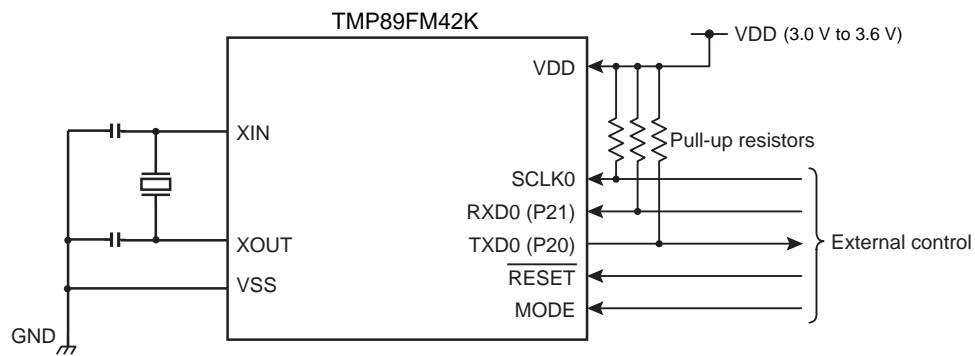 TMP89FM42K
VDD (3.0 V to 3.6 V)
VDD
XIN
Pull-up resistors
SCLK0
RXD0 (P21)
XOUT
TXD0 (P20)
External control
RESET
VSS
MODE
GND